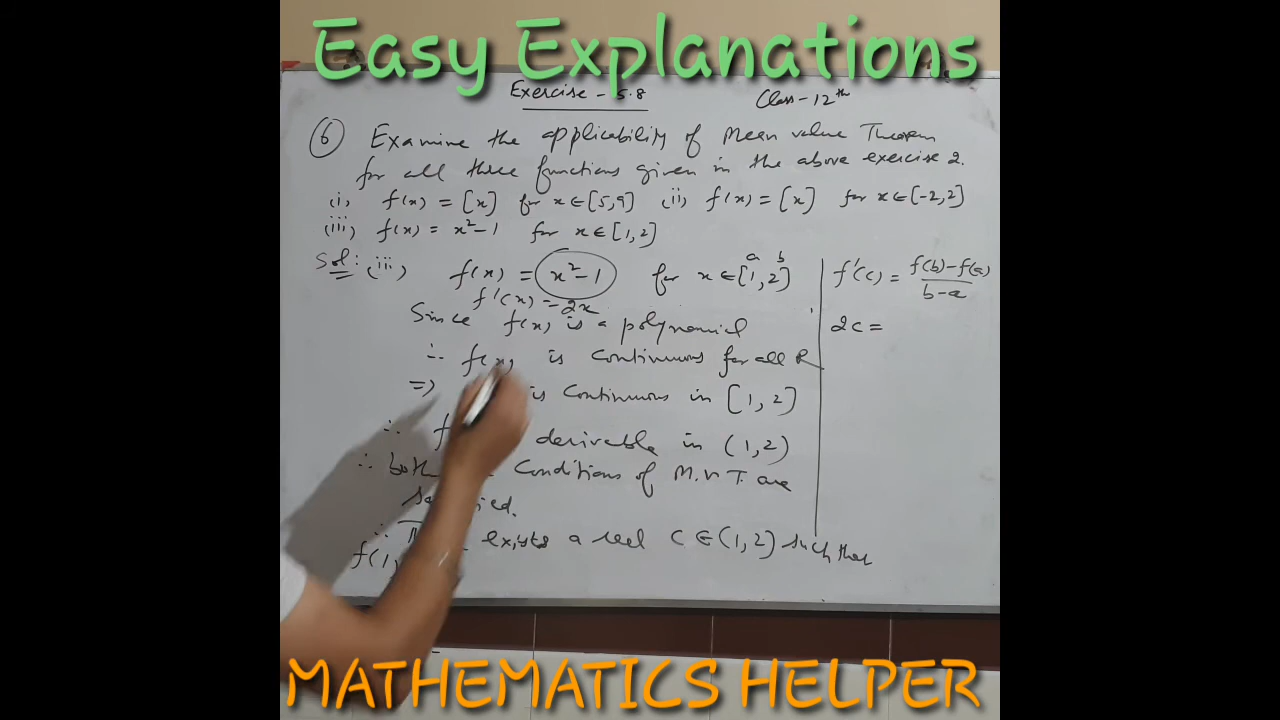 Easy Explanations
Exercise - 5.8 Class - 12th
6 Examine the applicability of Mean value Theorem
for all three functions given in the above exercise 2.
(i) f(x) = [x] for x∈[5,9] (ii) f(x) = [x] for x∈[-2,2]
(iii) f(x) = x²-1 for x∈[1,2]
Sol: (iii) f(x) = x²-1 for x∈[1,2]
a b
f'(x) = 2x
Since f(x) is a polynomial
∴ f(x) is continuous for all R
=> is continuous in [1,2]
∴ f derivable in (1,2)
∴ both conditions of M.V.T. are
∴ exists a real C∈(1,2) such that
f(1)
f'(c) = f(b)-f(a)/b-a
2c =
MATHEMATICS HELPER